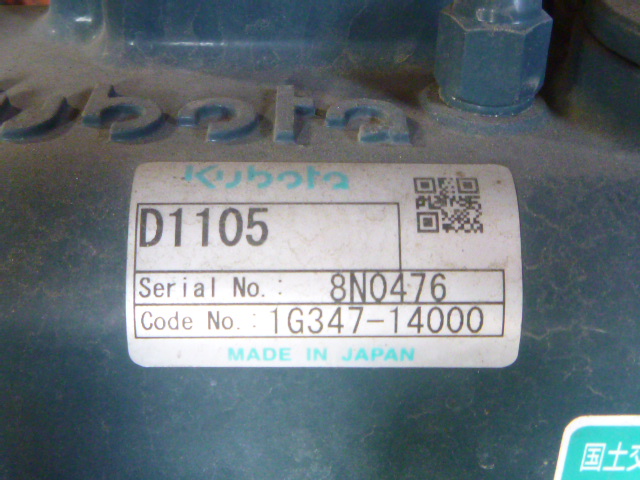 Kubota
Kubota
D1105
Serial No.: 8N0476
Code No.: 1G347-14000
MADE IN JAPAN
国土交